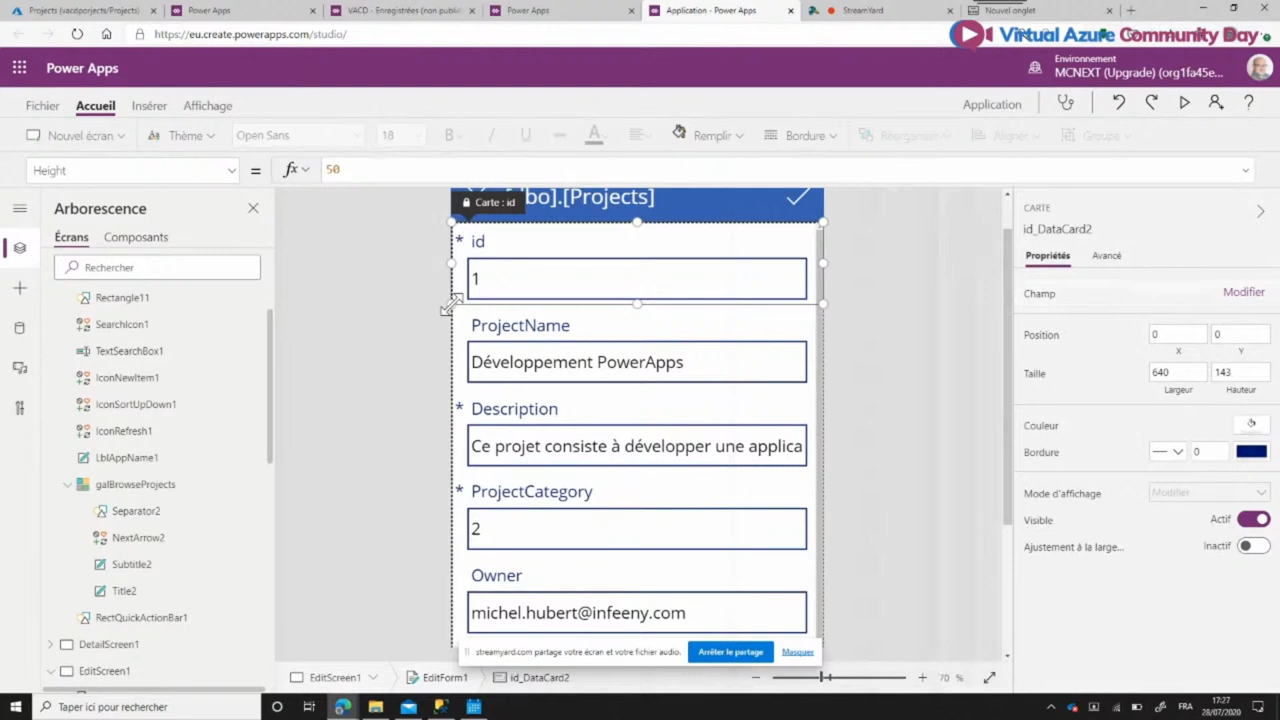 Projects (vacdprojects/Projects)
Power Apps
VACD - Enregistrées (non publié
Power Apps
Application - Power Apps
StreamYard
Nouvel onglet
https://eu.create.powerapps.com/studio/
Virtual Azure Community Day
Power Apps
Environnement
MCNEXT (Upgrade) (org1fa45e...
Fichier
Accueil
Insérer
Affichage
Application
Nouvel écran
Thème
Open Sans
18
B
I
U
A
Remplir
Bordure
Réorganiser
Aligner
Groupe
Height
=
fx
50
Arborescence
Écrans
Composants
Rechercher
Rectangle11
SearchIcon1
TextSearchBox1
IconNewItem1
IconSortUpDown1
IconRefresh1
LblAppName1
galBrowseProjects
Separator2
NextArrow2
Subtitle2
Title2
RectQuickActionBar1
DetailScreen1
EditScreen1
bo].[Projects]
Carte : id
* id
1
ProjectName
Développement PowerApps
* Description
Ce projet consiste à développer une applica
* ProjectCategory
2
Owner
michel.hubert@infeeny.com
streamyard.com partage votre écran et votre fichier audio.
Arrêter le partage
Masquer
EditScreen1
EditForm1
id_DataCard2
70 %
CARTE
id_DataCard2
Propriétés
Avancé
Champ
Modifier
Position
0
0
X
Y
Taille
640
143
Largeur
Hauteur
Couleur
Bordure
0
Mode d'affichage
Modifier
Visible
Actif
Ajustement à la large...
Inactif
Taper ici pour rechercher
FRA
17:27
28/07/2020